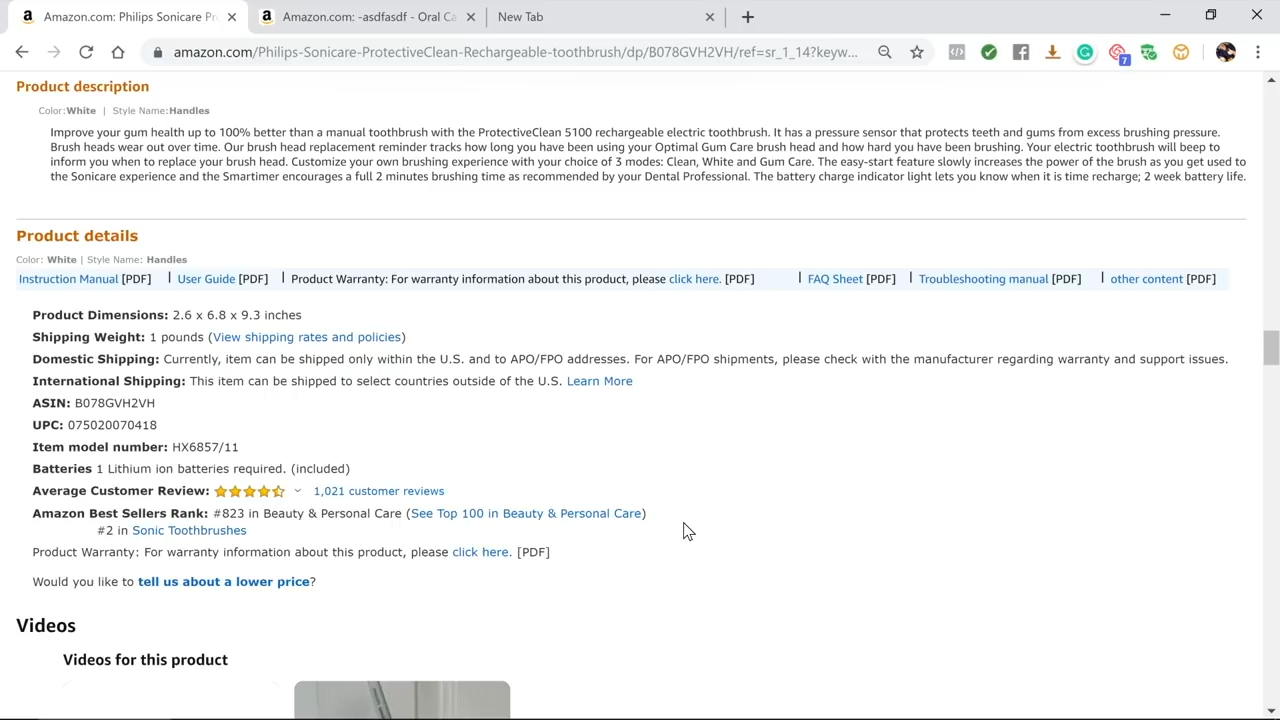 Amazon.com: Philips Sonicare Pr
Amazon.com: -asdfasdf - Oral Ca
New Tab
amazon.com/Philips-Sonicare-ProtectiveClean-Rechargeable-toothbrush/dp/B078GVH2VH/ref=sr_1_14?keyw...
7
Product description
Color:White | Style Name:Handles
Improve your gum health up to 100% better than a manual toothbrush with the ProtectiveClean 5100 rechargeable electric toothbrush. It has a pressure sensor that protects teeth and gums from excess brushing pressure.
Brush heads wear out over time. Our brush head replacement reminder tracks how long you have been using your Optimal Gum Care brush head and how hard you have been brushing. Your electric toothbrush will beep to
inform you when to replace your brush head. Customize your own brushing experience with your choice of 3 modes: Clean, White and Gum Care. The easy-start feature slowly increases the power of the brush as you get used to
the Sonicare experience and the Smartimer encourages a full 2 minutes brushing time as recommended by your Dental Professional. The battery charge indicator light lets you know when it is time recharge; 2 week battery life.
Product details
Color: White | Style Name: Handles
Instruction Manual [PDF] | User Guide [PDF] | Product Warranty: For warranty information about this product, please click here. [PDF] | FAQ Sheet [PDF] | Troubleshooting manual [PDF] | other content [PDF]
Product Dimensions: 2.6 x 6.8 x 9.3 inches
Shipping Weight: 1 pounds (View shipping rates and policies)
Domestic Shipping: Currently, item can be shipped only within the U.S. and to APO/FPO addresses. For APO/FPO shipments, please check with the manufacturer regarding warranty and support issues.
International Shipping: This item can be shipped to select countries outside of the U.S. Learn More
ASIN: B078GVH2VH
UPC: 075020070418
Item model number: HX6857/11
Batteries 1 Lithium ion batteries required. (included)
Average Customer Review: 1,021 customer reviews
Amazon Best Sellers Rank: #823 in Beauty & Personal Care (See Top 100 in Beauty & Personal Care)
#2 in Sonic Toothbrushes
Product Warranty: For warranty information about this product, please click here. [PDF]
Would you like to tell us about a lower price?
Videos
Videos for this product